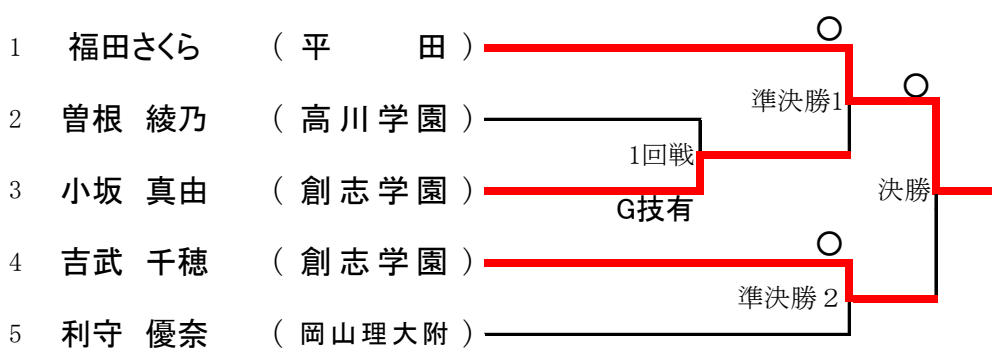 ○
1 福田さくら ( 平 田 )
○
準決勝1
2 曽根 綾乃 ( 高川学園 )
1回戦
3 小坂 真由 ( 創志学園 )
決勝
G技有
○
4 吉武 千穂 ( 創志学園 )
準決勝２
5 利守 優奈 ( 岡山理大附 )